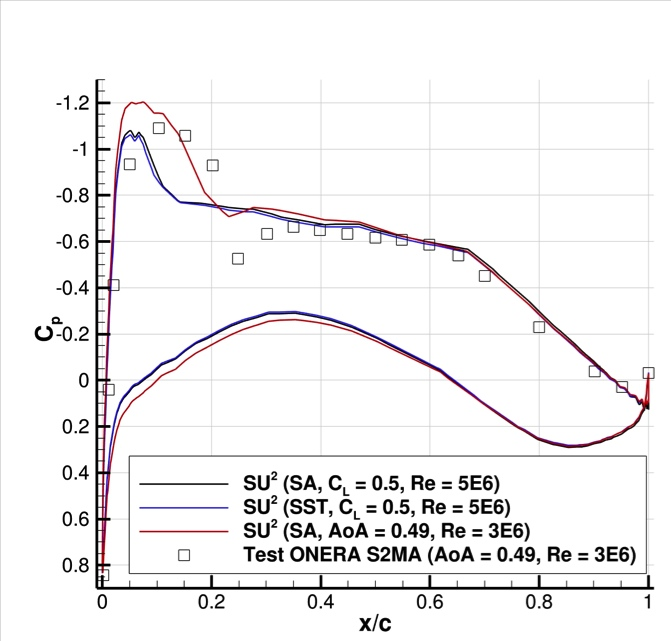 -1.2
-1
-0.8
-0.6
-0.4
-0.2
0
0.2
0.4
0.6
0.8
Cp
SU² (SA, CL = 0.5, Re = 5E6)
SU² (SST, CL = 0.5, Re = 5E6)
SU² (SA, AoA = 0.49, Re = 3E6)
Test ONERA S2MA (AoA = 0.49, Re = 3E6)
0 0.2 0.4 0.6 0.8 1
x/c